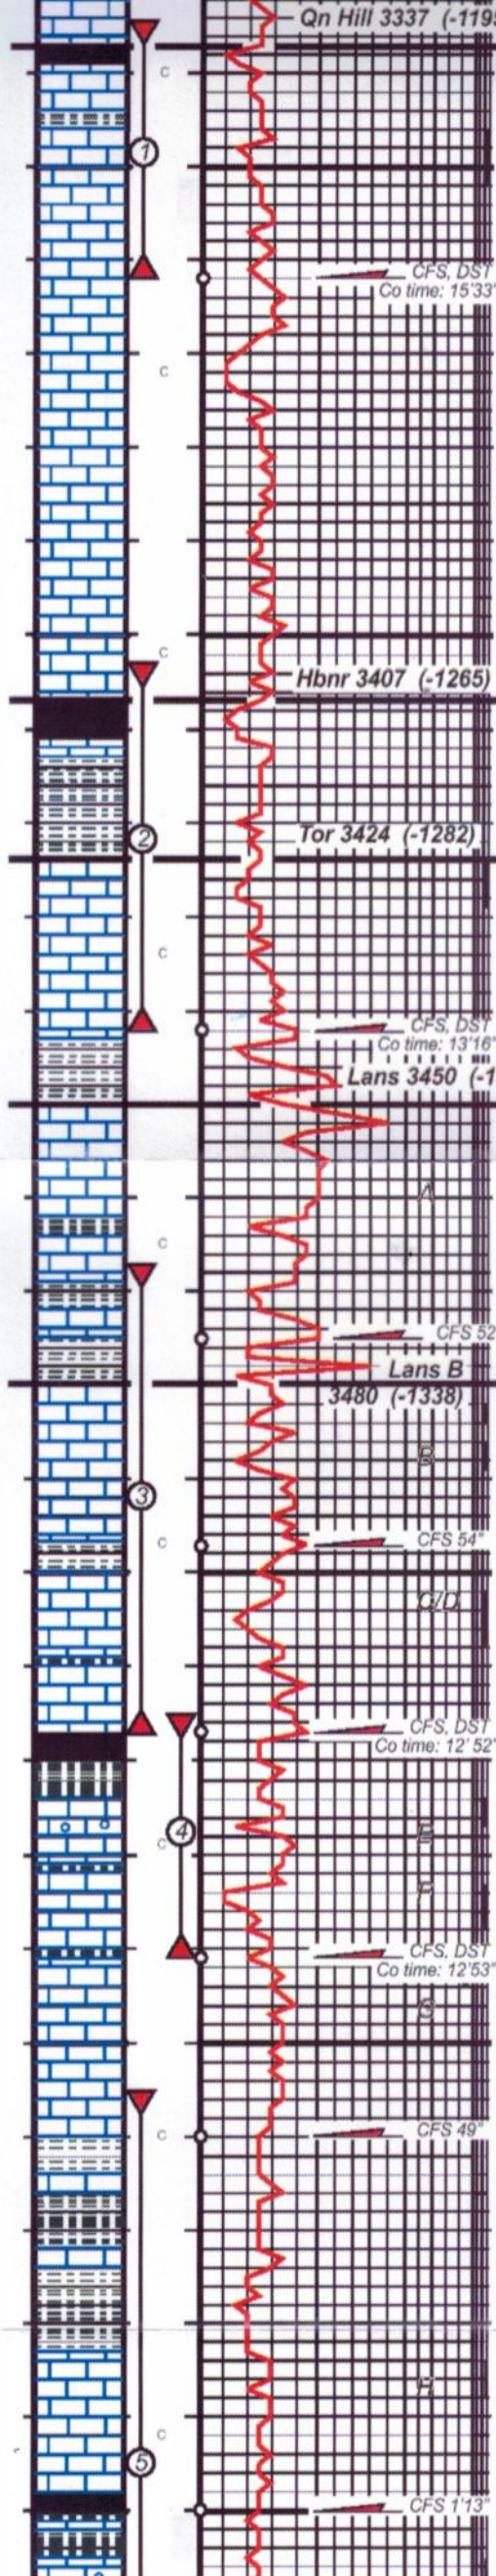 Qn Hill 3337 (-119
C
1
CFS, DST
Co time: 15'33"
C
C
Hbnr 3407 (-1265)
2
Tor 3424 (-1282)
C
CFS, DST
Co time: 13'16"
Lans 3450 (-1
A
C
CFS 52
Lans B
3480 (-1338)
B
3
C
CFS 54"
C/D
CFS, DST
Co time: 12'52"
4
C
E
F
CFS, DST
Co time: 12'53"
G
C
CFS 49"
H
C
5
CFS 1'13"